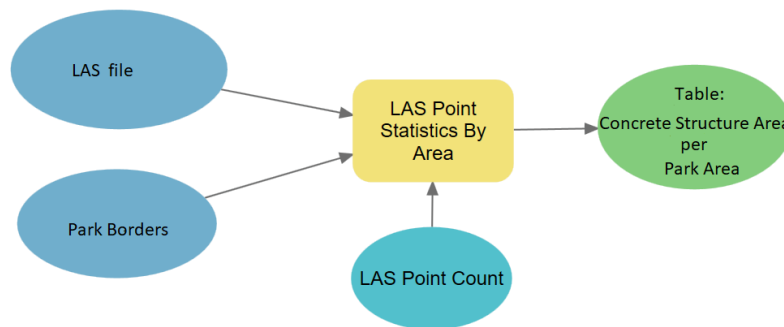 LAS file
LAS Point
Statistics By
Area
Table:
Concrete Structure Area
per
Park Area
Park Borders
LAS Point Count